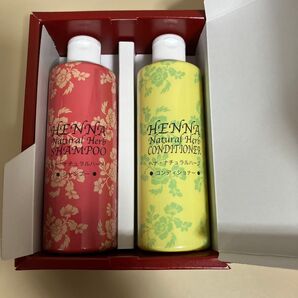 HENNA
Natural Herb
SHAMPOO
ヘナ・ナチュラルハーブ
HENNA
Natural Herb
CONDITIONER
ヘナ・ナチュラルハーブ
● コンディショナー ●